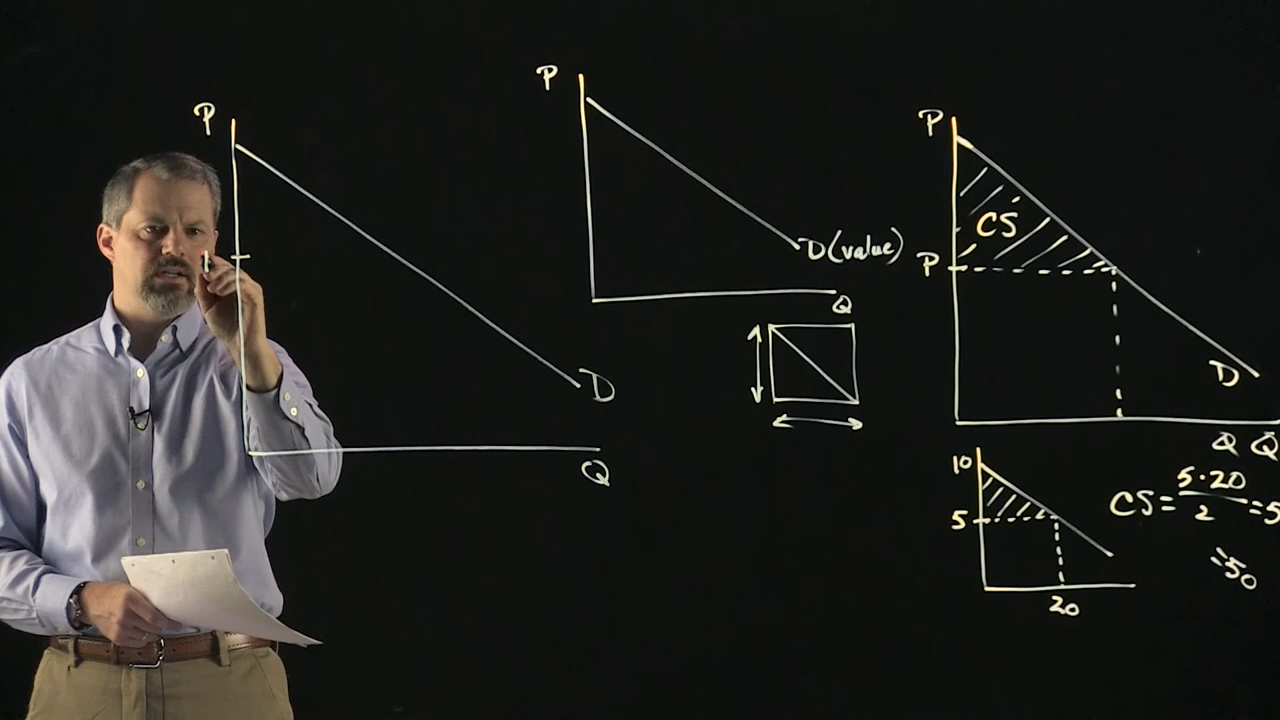 P
D
Q
P
D(value)
Q
P
CS
P
D
Q Q
10
5
20
CS = 5·20
2
= 5
= 50